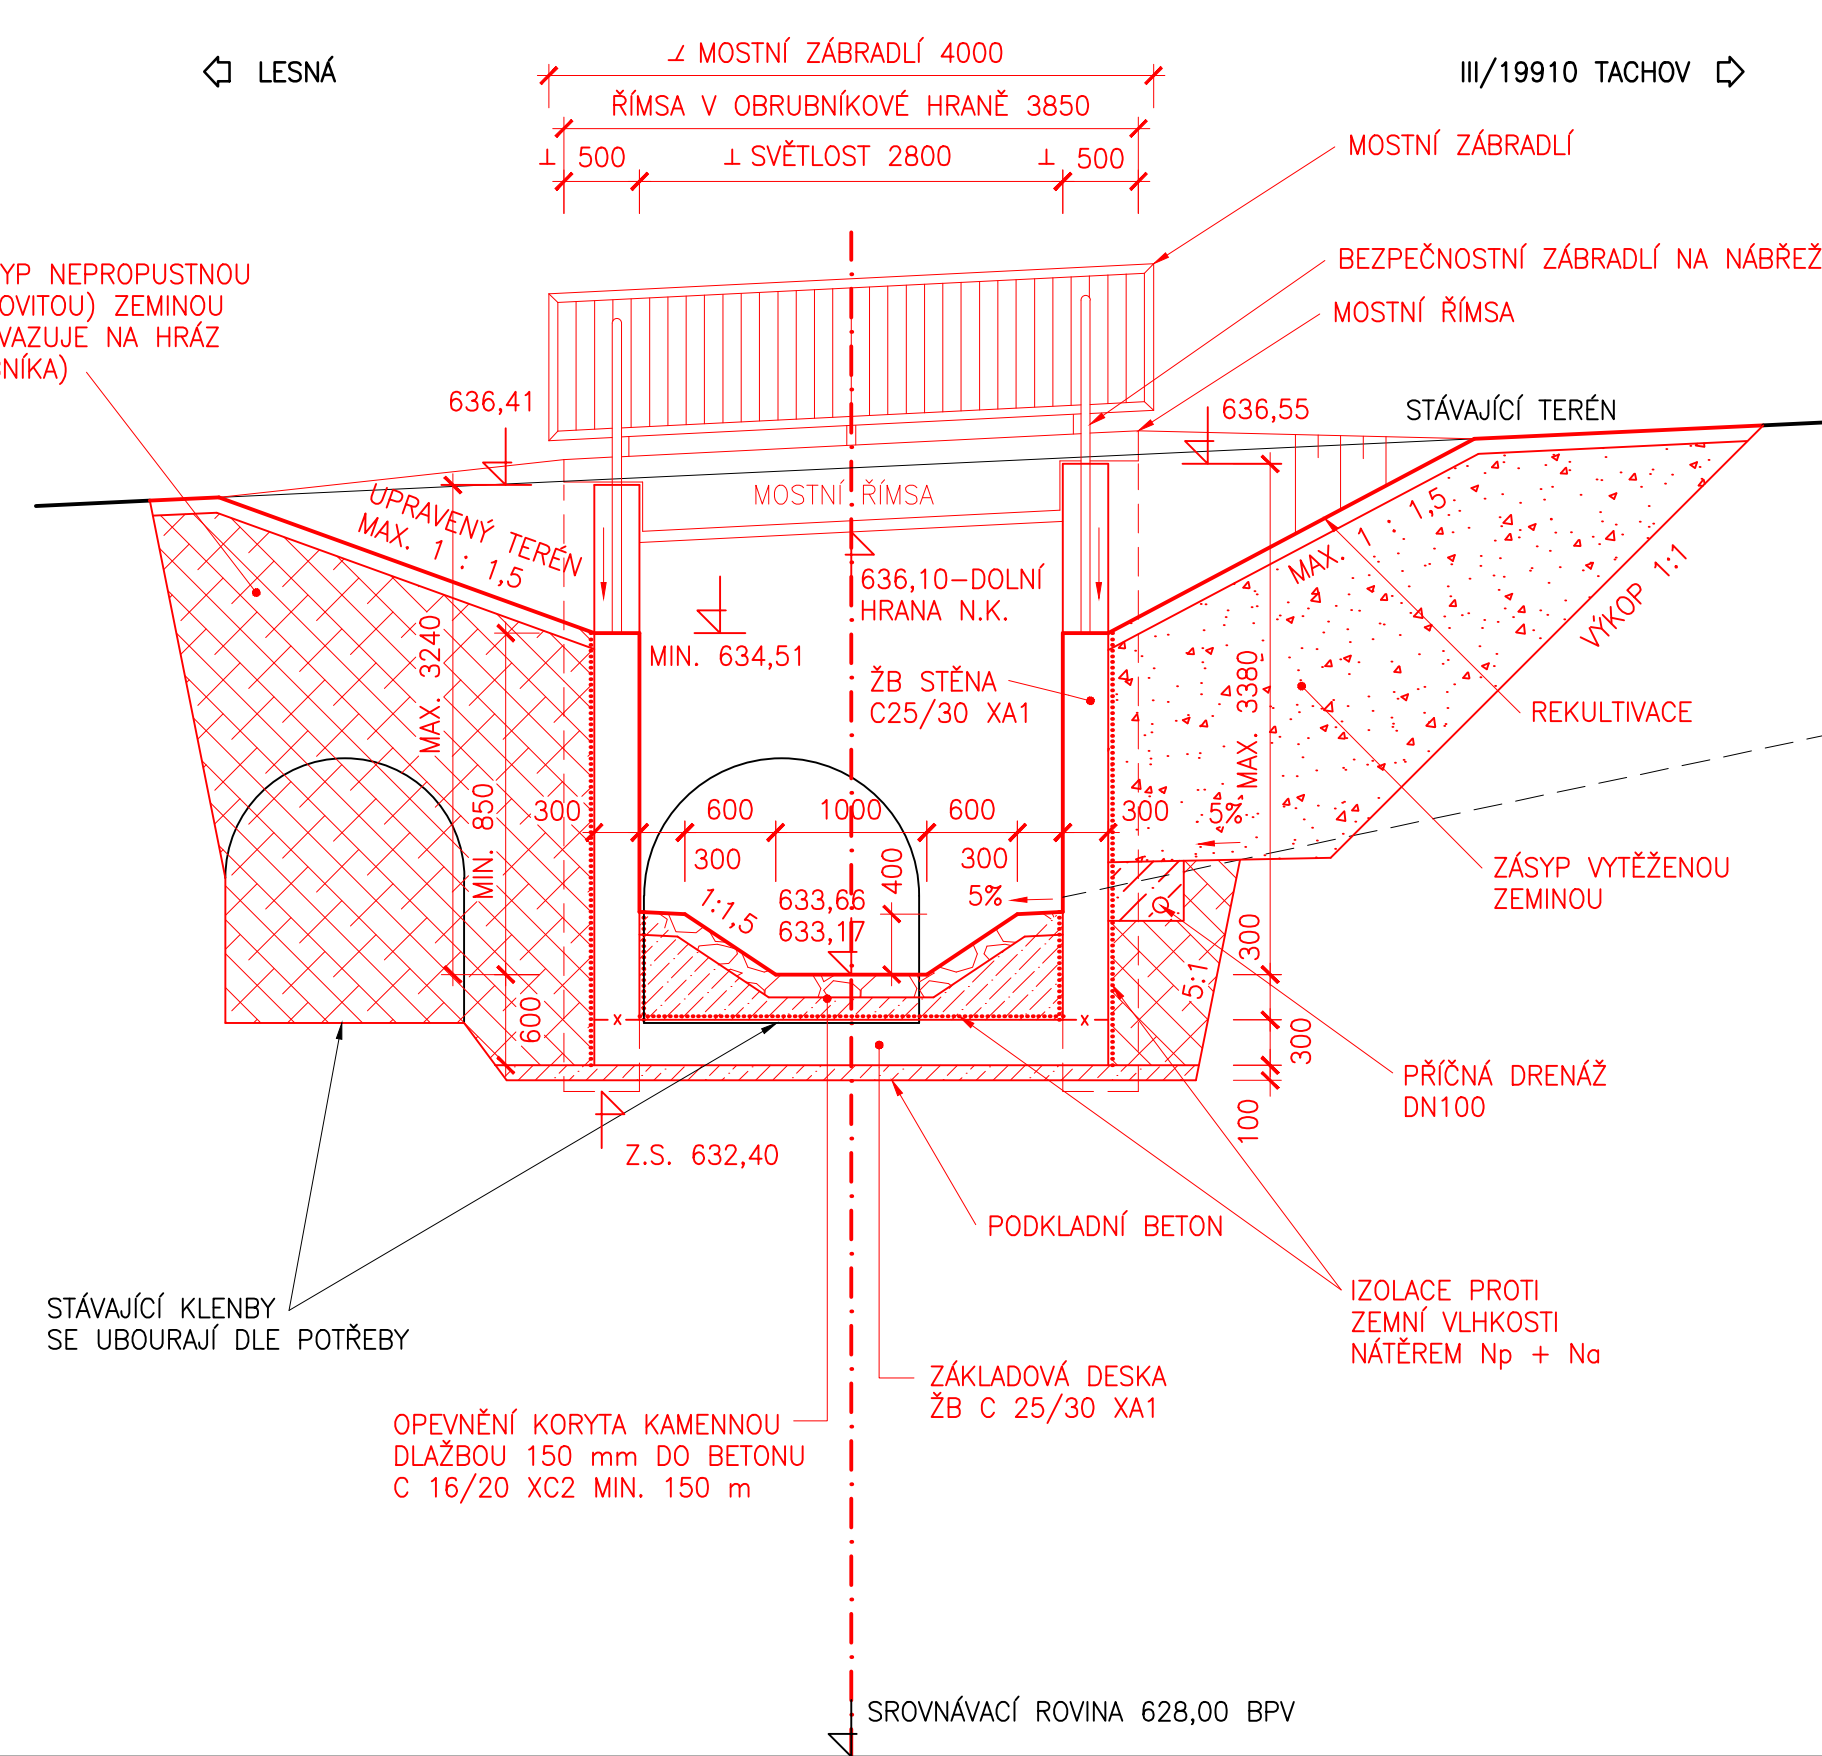 LESNÁ
⊥ MOSTNÍ ZÁBRADLÍ 4000
III/19910 TACHOV
ŘÍMSA V OBRUBNÍKOVÉ HRANĚ 3850
⊥ 500
⊥ SVĚTLOST 2800
⊥ 500
MOSTNÍ ZÁBRADLÍ
BEZPEČNOSTNÍ ZÁBRADLÍ NA NÁBŘEŽ
MOSTNÍ ŘÍMSA
YP NEPROPUSTNOU
OVITOU) ZEMINOU
VAZUJE NA HRÁZ
NÍKA)
636,41
636,55
STÁVAJÍCÍ TERÉN
MOSTNÍ ŘÍMSA
UPRAVENÝ TERÉN
MAX. 1 : 1,5
MAX. 1 : 1,5
VÝKOP 1:1
636,10-DOLNÍ
HRANA N.K.
MIN. 634,51
MAX. 3240
MAX. 3380
ŽB STĚNA
C25/30 XA1
REKULTIVACE
MIN. 850
300
600
1000
600
300
5%
300
400
300
ZÁSYP VYTĚŽENOU
ZEMINOU
1:1,5
633,66
633,17
5%
300
5:1
600
300
PŘÍČNÁ DRENÁŽ
DN100
100
Z.S. 632,40
PODKLADNÍ BETON
STÁVAJÍCÍ KLENBY
SE UBOURAJÍ DLE POTŘEBY
IZOLACE PROTI
ZEMNÍ VLHKOSTI
NÁTĚREM Np + Na
ZÁKLADOVÁ DESKA
ŽB C 25/30 XA1
OPEVNĚNÍ KORYTA KAMENNOU
DLAŽBOU 150 mm DO BETONU
C 16/20 XC2 MIN. 150 m
SROVNÁVACÍ ROVINA 628,00 BPV